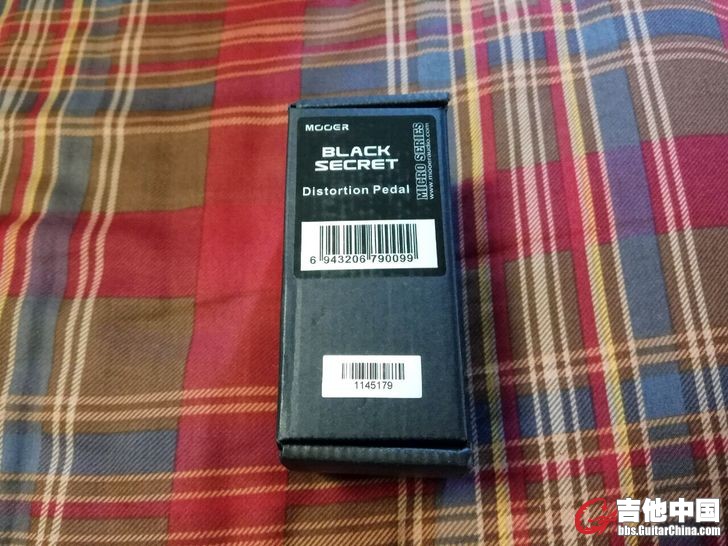 MOOER
BLACK
SECRET
Distortion Pedal
MICRO SERIES
www.mooeraudio.com
6 943206 790099
1145179
吉他中国
bbs.GuitarChina.com